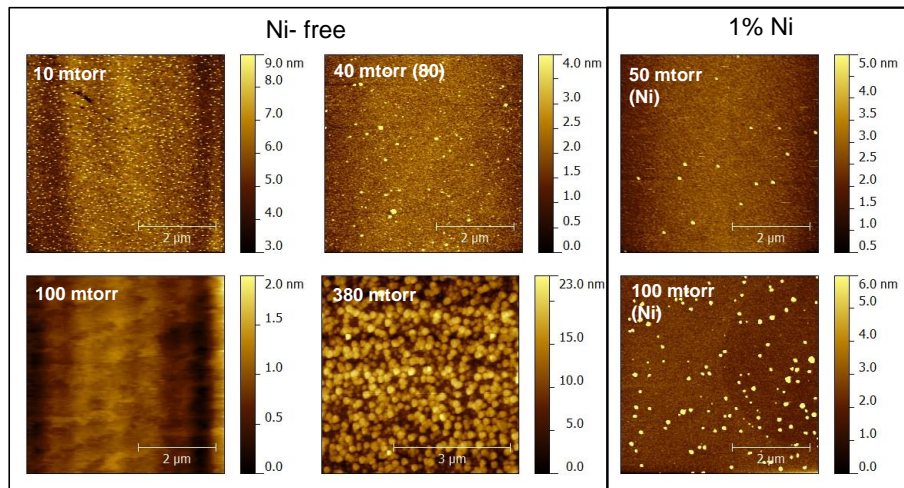 Ni- free
1% Ni
10 mtorr
9.0 nm
8.0
7.0
6.0
5.0
4.0
3.0
2 µm
40 mtorr (80)
4.0 nm
3.0
2.5
2.0
1.5
1.0
0.5
0.0
2 µm
50 mtorr
(Ni)
5.0 nm
4.0
3.5
3.0
2.5
2.0
1.5
1.0
0.5
2 µm
100 mtorr
2.0 nm
1.5
1.0
0.5
0.0
2 µm
380 mtorr
23.0 nm
15.0
10.0
5.0
0.0
3 µm
100 mtorr
(Ni)
6.0 nm
5.0
4.0
3.0
2.0
1.0
0.0
2 µm